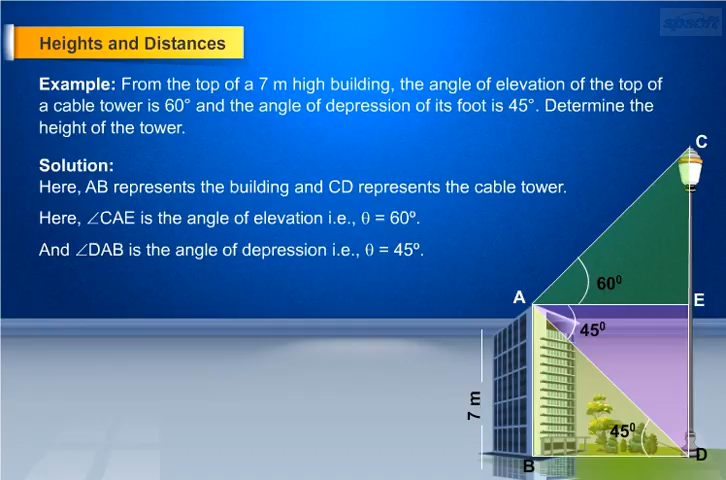 spsoft
Heights and Distances
Example: From the top of a 7 m high building, the angle of elevation of the top of
a cable tower is 60° and the angle of depression of its foot is 45°. Determine the
height of the tower.
Solution:
Here, AB represents the building and CD represents the cable tower.
Here, ∠CAE is the angle of elevation i.e., θ = 60º.
And ∠DAB is the angle of depression i.e., θ = 45º.
C
60⁰
A
E
45⁰
7 m
45⁰
B
D